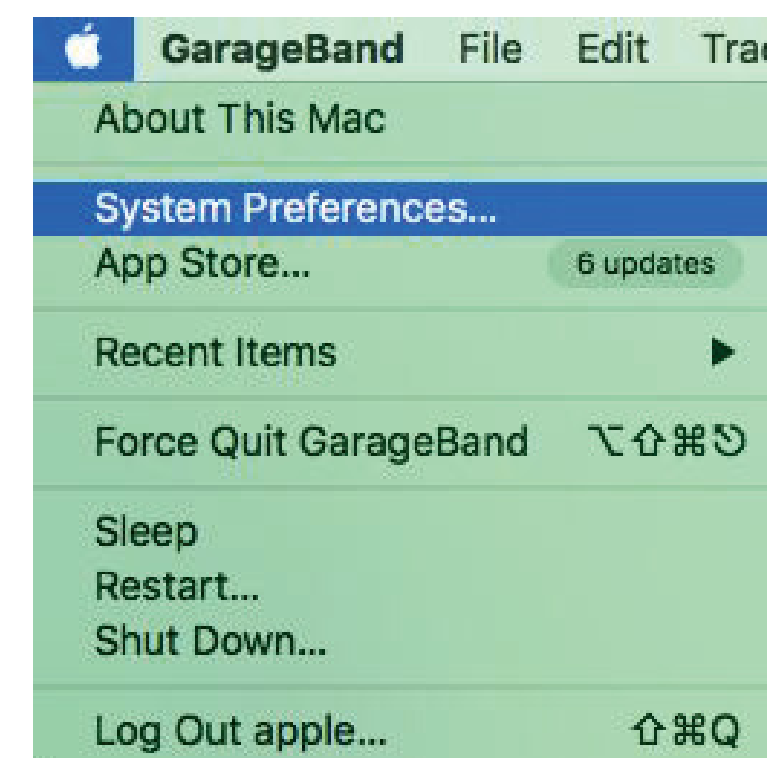 GarageBand File Edit
About This Mac
System Preferences...
App Store... 6 updates
Recent Items
Force Quit GarageBand ⌥⇧⌘⎋
Sleep
Restart...
Shut Down...
Log Out apple... ⇧⌘Q